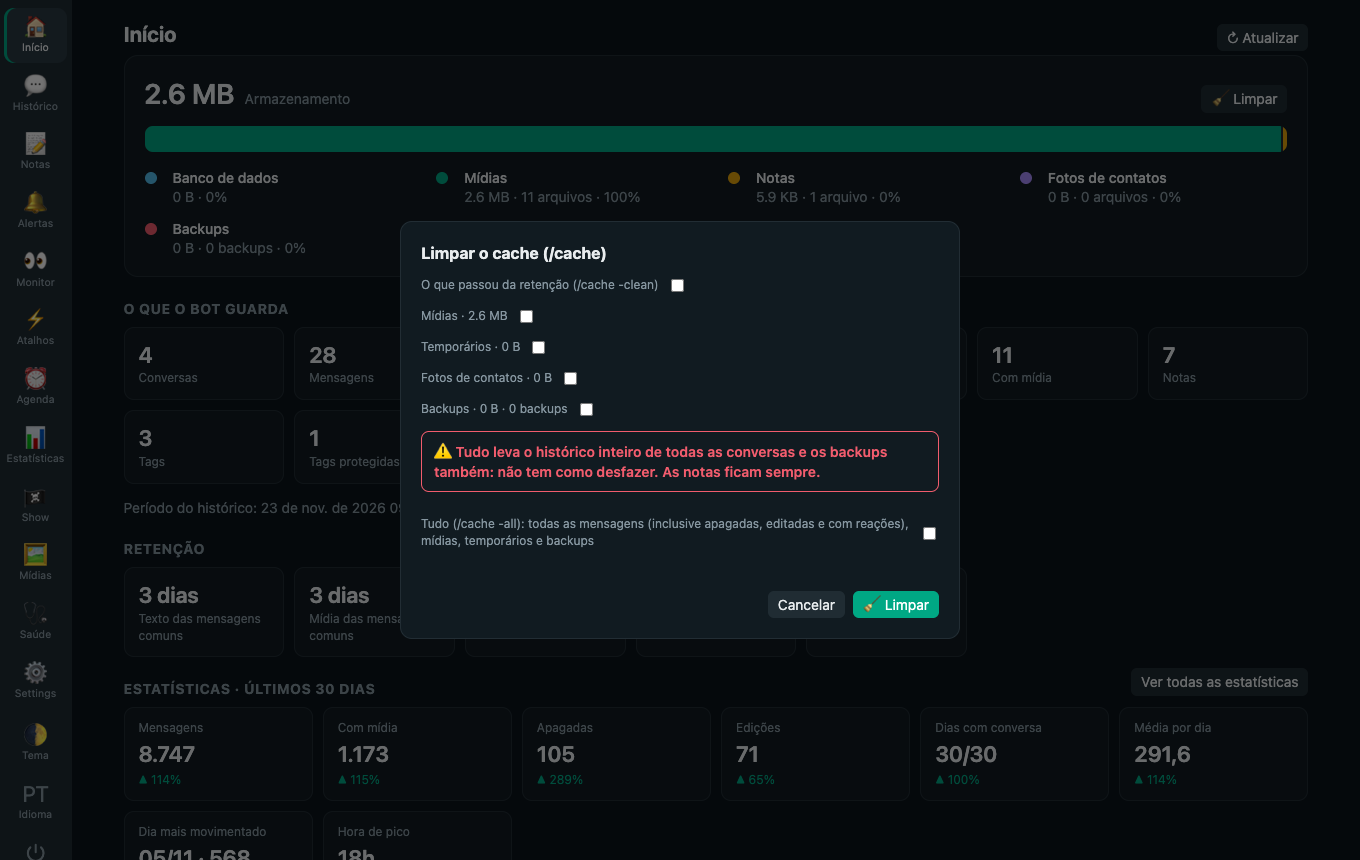 Início
Histórico
Notas
Alertas
Monitor
Atalhos
Agenda
Estatísticas
Show
Mídias
Saúde
Settings
Tema
PT
Idioma
Início
Atualizar
2.6 MB Armazenamento
Limpar
Banco de dados
0 B · 0%
Mídias
2.6 MB · 11 arquivos · 100%
Notas
5.9 KB · 1 arquivo · 0%
Fotos de contatos
0 B · 0 arquivos · 0%
Backups
0 B · 0 backups · 0%
O QUE O BOT GUARDA
4
Conversas
28
Mensagens
11
Com mídia
7
Notas
3
Tags
1
Tags protegidas
Período do histórico: 23 de nov. de 2026
RETENÇÃO
3 dias
Texto das mensagens
comuns
3 dias
Mídia das
comuns
Limpar o cache (/cache)
O que passou da retenção (/cache -clean)
Mídias · 2.6 MB
Temporários · 0 B
Fotos de contatos · 0 B
Backups · 0 B · 0 backups
⚠️ Tudo leva o histórico inteiro de todas as conversas e os backups
também: não tem como desfazer. As notas ficam sempre.
Tudo (/cache -all): todas as mensagens (inclusive apagadas, editadas e com reações),
mídias, temporários e backups
Cancelar
Limpar
ESTATÍSTICAS · ÚLTIMOS 30 DIAS
Ver todas as estatísticas
Mensagens
8.747
▲ 114%
Com mídia
1.173
▲ 115%
Apagadas
105
▲ 289%
Edições
71
▲ 65%
Dias com conversa
30/30
▲ 100%
Média por dia
291,6
▲ 114%
Dia mais movimentado
05/11 · 568
Hora de pico
18h